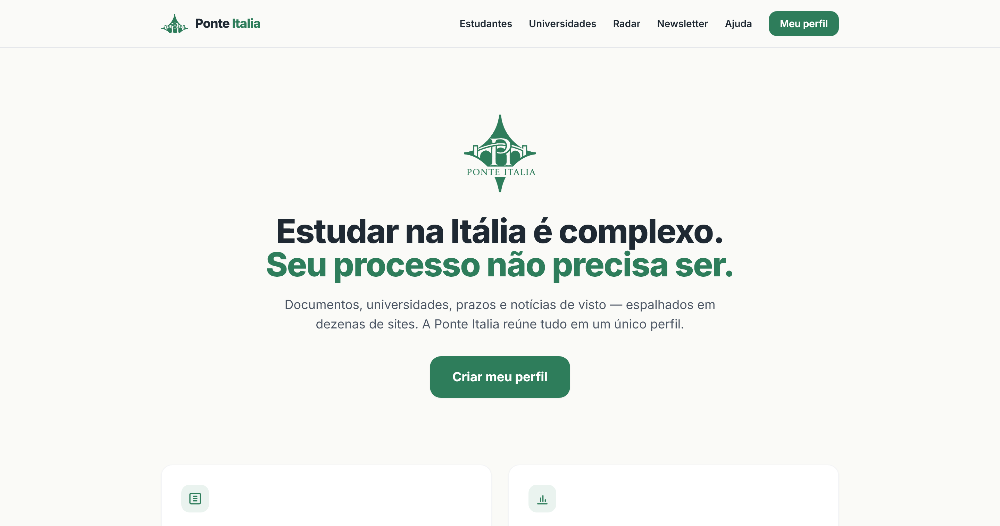 Ponte Italia
Estudantes
Universidades
Radar
Newsletter
Ajuda
Meu perfil
PI
PONTE ITALIA
Estudar na Itália é complexo.
Seu processo não precisa ser.
Documentos, universidades, prazos e notícias de visto — espalhados em
dezenas de sites. A Ponte Italia reúne tudo em um único perfil.
Criar meu perfil